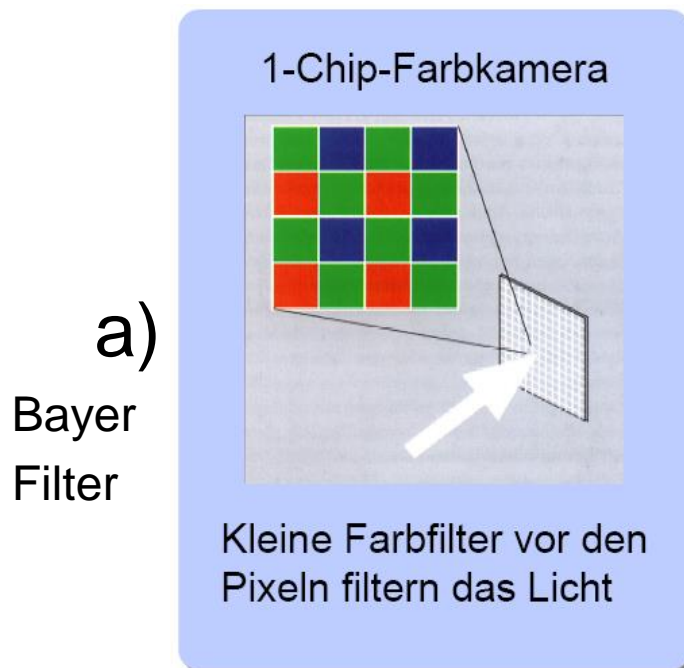 1-Chip-Farbkamera
a)
Bayer
Filter
Kleine Farbfilter vor den
Pixeln filtern das Licht